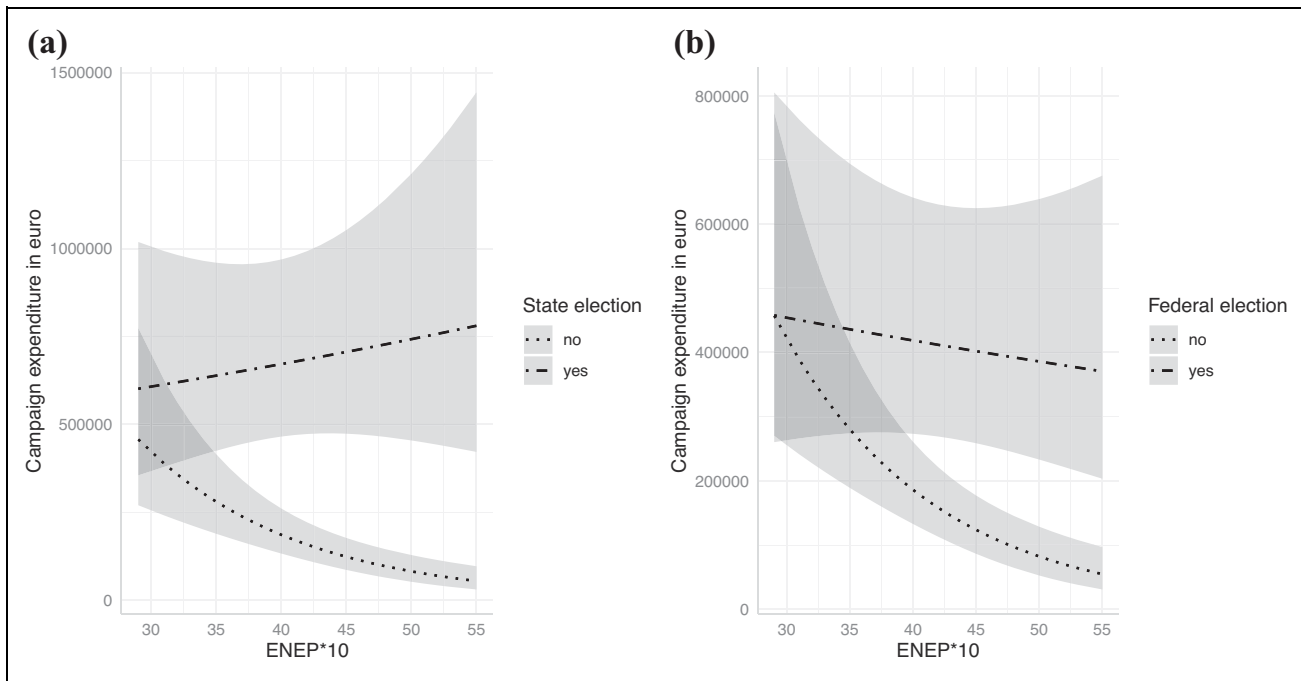 (a)
1500000
1000000
500000
0
Campaign expenditure in euro
30 35 40 45 50 55
ENEP*10
State election
no
yes
(b)
800000
600000
400000
200000
0
Campaign expenditure in euro
30 35 40 45 50 55
ENEP*10
Federal election
no
yes